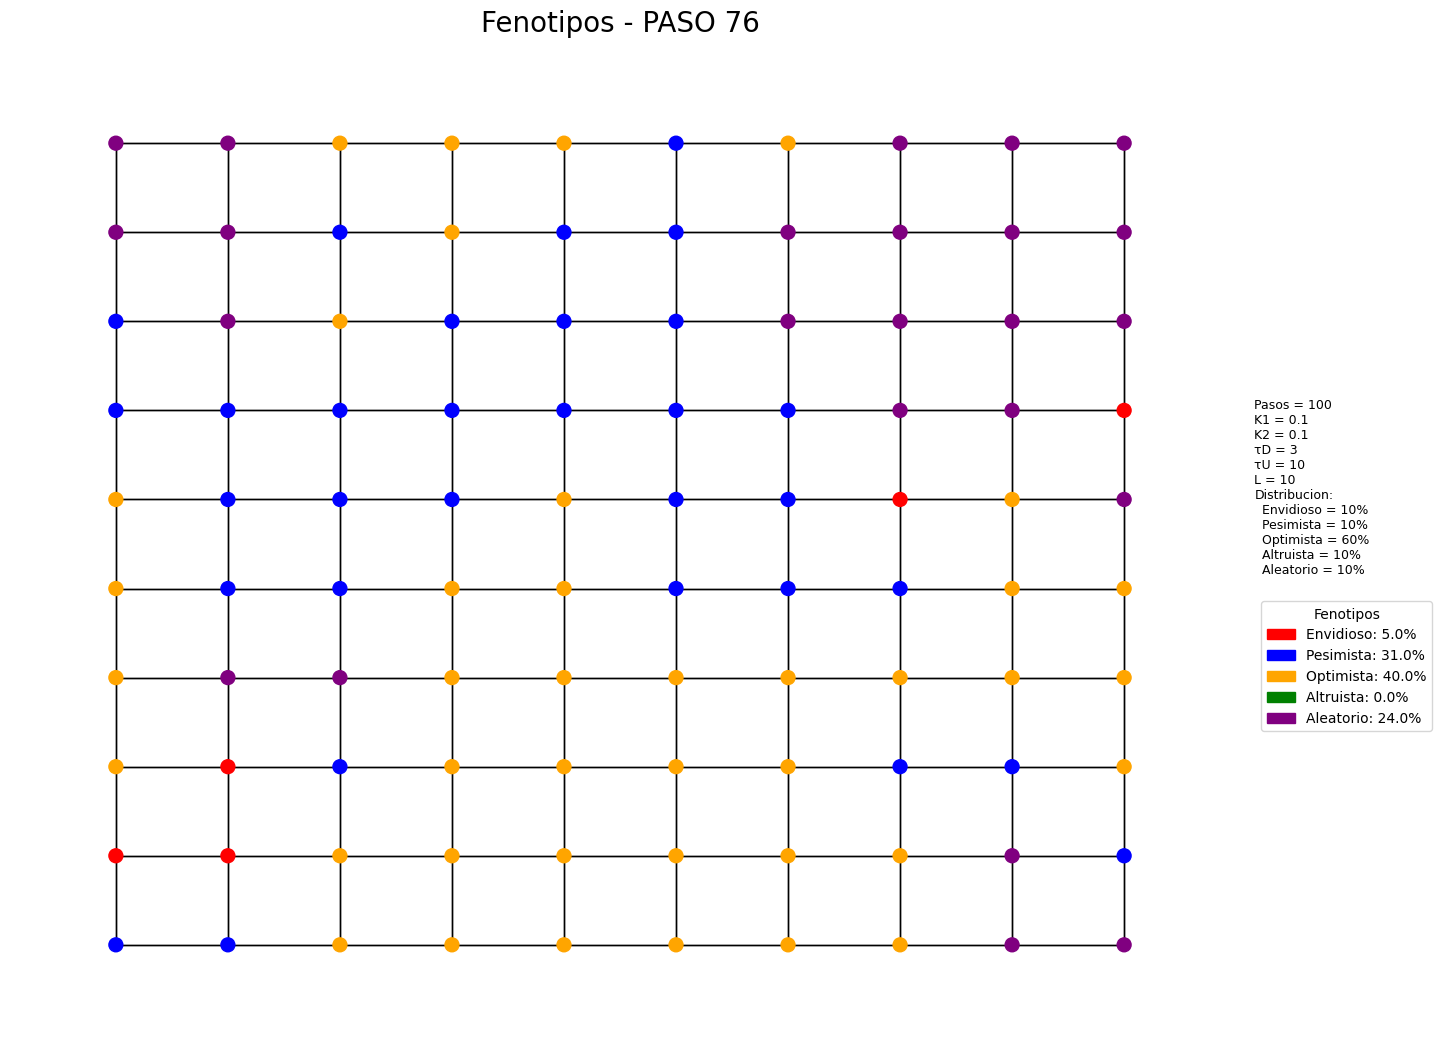 Fenotipos - PASO 76
Pasos = 100
K1 = 0.1
K2 = 0.1
τD = 3
τU = 10
L = 10
Distribucion:
Envidioso = 10%
Pesimista = 10%
Optimista = 60%
Altruista = 10%
Aleatorio = 10%
Fenotipos
Envidioso: 5.0%
Pesimista: 31.0%
Optimista: 40.0%
Altruista: 0.0%
Aleatorio: 24.0%